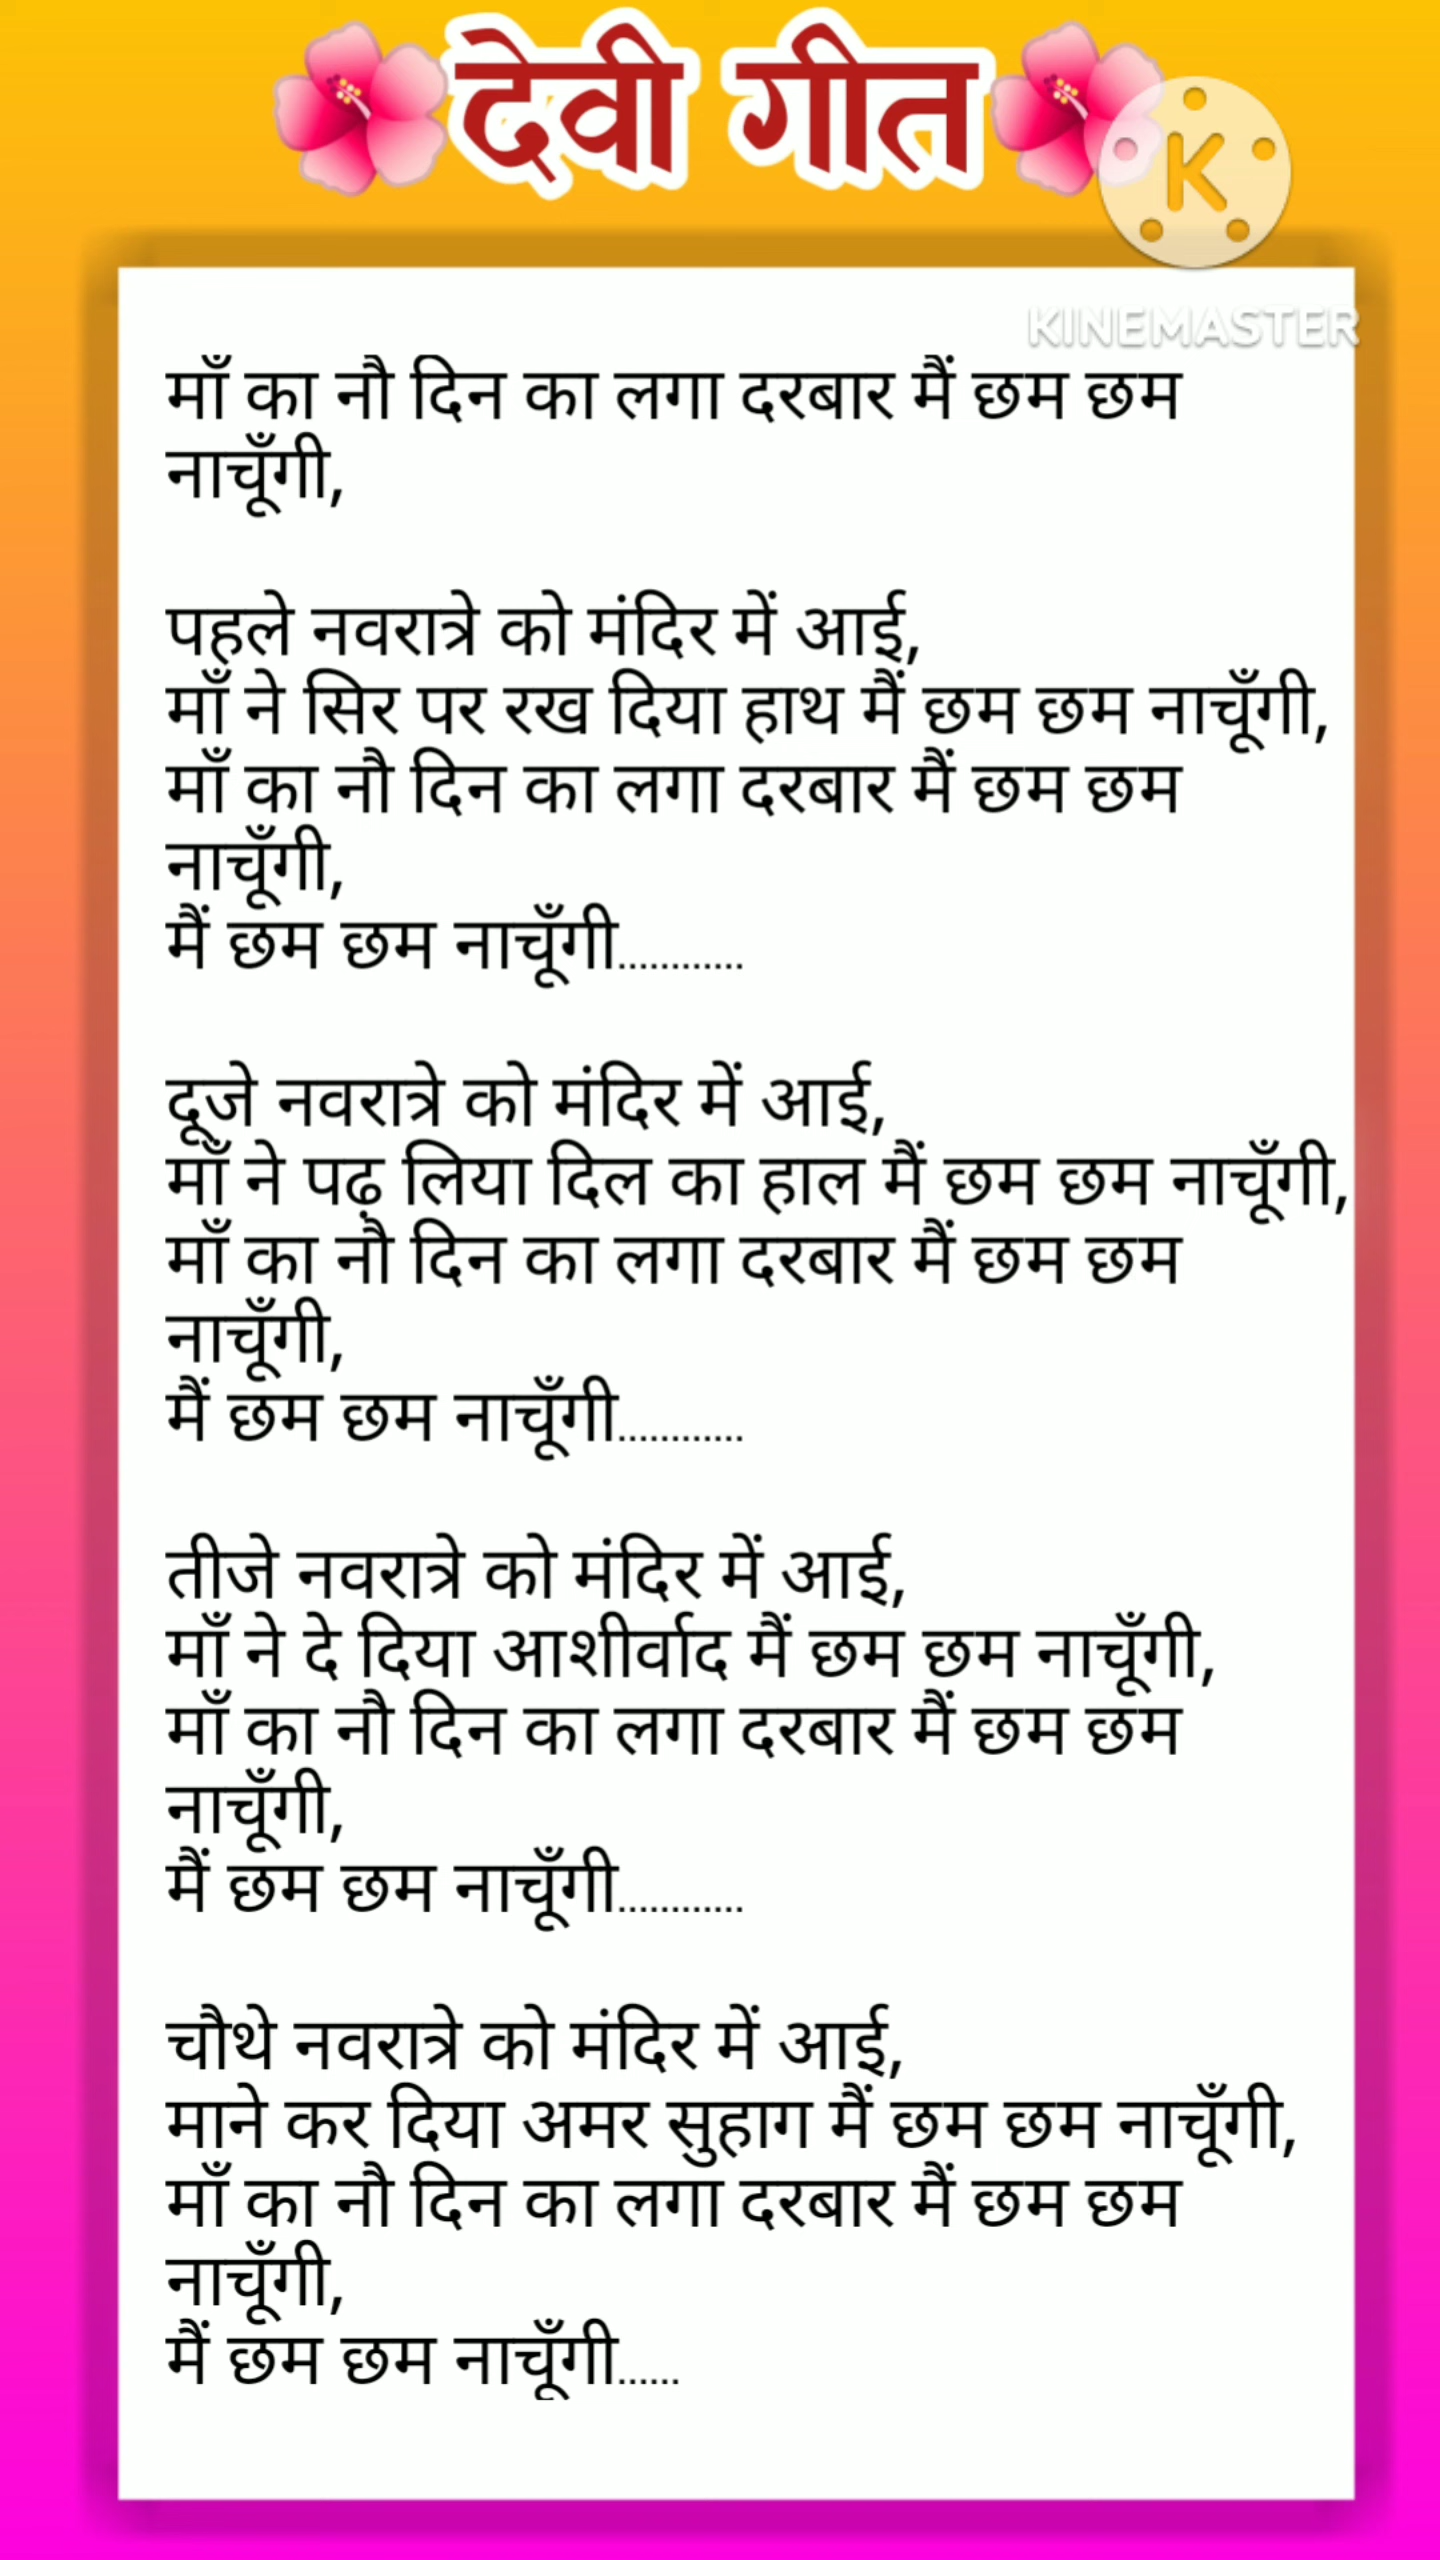 देवी गीत
K
KINEMASTER
माँ का नौ दिन का लगा दरबार मैं छम छम
नाचूँगी,
पहले नवरात्रे को मंदिर में आई,
माँ ने सिर पर रख दिया हाथ मैं छम छम नाचूँगी,
माँ का नौ दिन का लगा दरबार मैं छम छम
नाचूँगी,
मैं छम छम नाचूँगी............
दूजे नवरात्रे को मंदिर में आई,
माँ ने पढ़ लिया दिल का हाल मैं छम छम नाचूँगी,
माँ का नौ दिन का लगा दरबार मैं छम छम
नाचूँगी,
मैं छम छम नाचूँगी............
तीजे नवरात्रे को मंदिर में आई,
माँ ने दे दिया आशीर्वाद मैं छम छम नाचूँगी,
माँ का नौ दिन का लगा दरबार मैं छम छम
नाचूँगी,
मैं छम छम नाचूँगी............
चौथे नवरात्रे को मंदिर में आई,
माने कर दिया अमर सुहाग मैं छम छम नाचूँगी,
माँ का नौ दिन का लगा दरबार मैं छम छम
नाचूँगी,
मैं छम छम नाचूँगी......